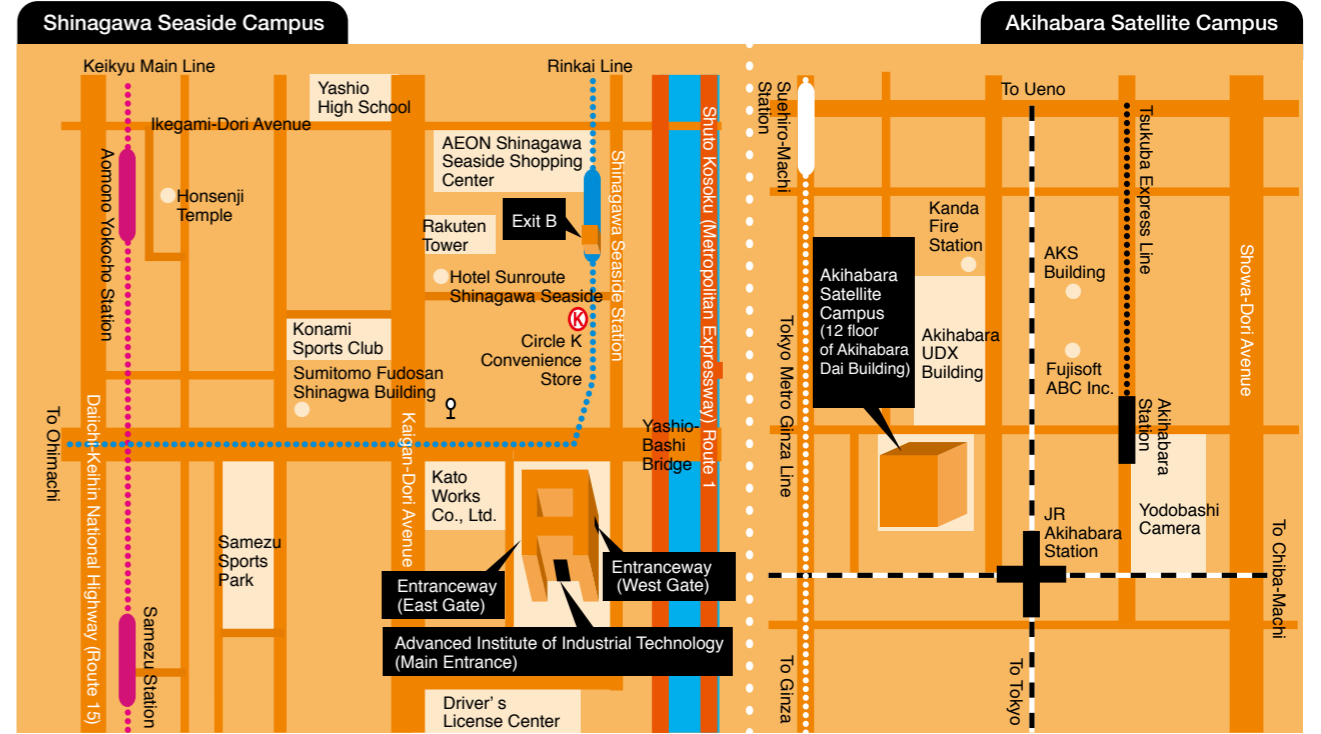 Shinagawa Seaside Campus
Akihabara Satellite Campus
Keikyu Main Line
Rinkai Line
Yashio
High School
Ikegami-Dori Avenue
AEON Shinagawa
Seaside Shopping
Center
Aomono Yokocho Station
Honsenji
Temple
Rakuten
Tower
Exit B
Shinagawa Seaside Station
Shuto Kosoku (Metropolitan Expressway) Route 1
Hotel Sunroute
Shinagawa Seaside
Konami
Sports Club
K
Circle K
Convenience
Store
Sumitomo Fudosan
Shinagwa Building
To Ohimachi
Daiichi-Keihin National Highway (Route 15)
Kaigan-Dori Avenue
Yashio-
Bashi
Bridge
Kato
Works
Co., Ltd.
Samezu
Sports
Park
Entranceway
(East Gate)
Entranceway
(West Gate)
Advanced Institute of Industrial Technology
(Main Entrance)
Samezu Station
Driver’ s
License Center
Suehiro-Machi
Station
To Ueno
Tsukuba Express Line
Kanda
Fire
Station
AKS
Building
Showa-Dori Avenue
Akihabara
Satellite
Campus
(12 floor
of Akihabara
Dai Building)
Akihabara
UDX
Building
Tokyo Metro Ginza Line
Fujisoft
ABC Inc.
Akihabara
Station
JR
Akihabara
Station
Yodobashi
Camera
To Chiba-Machi
To Ginza
To Tokyo